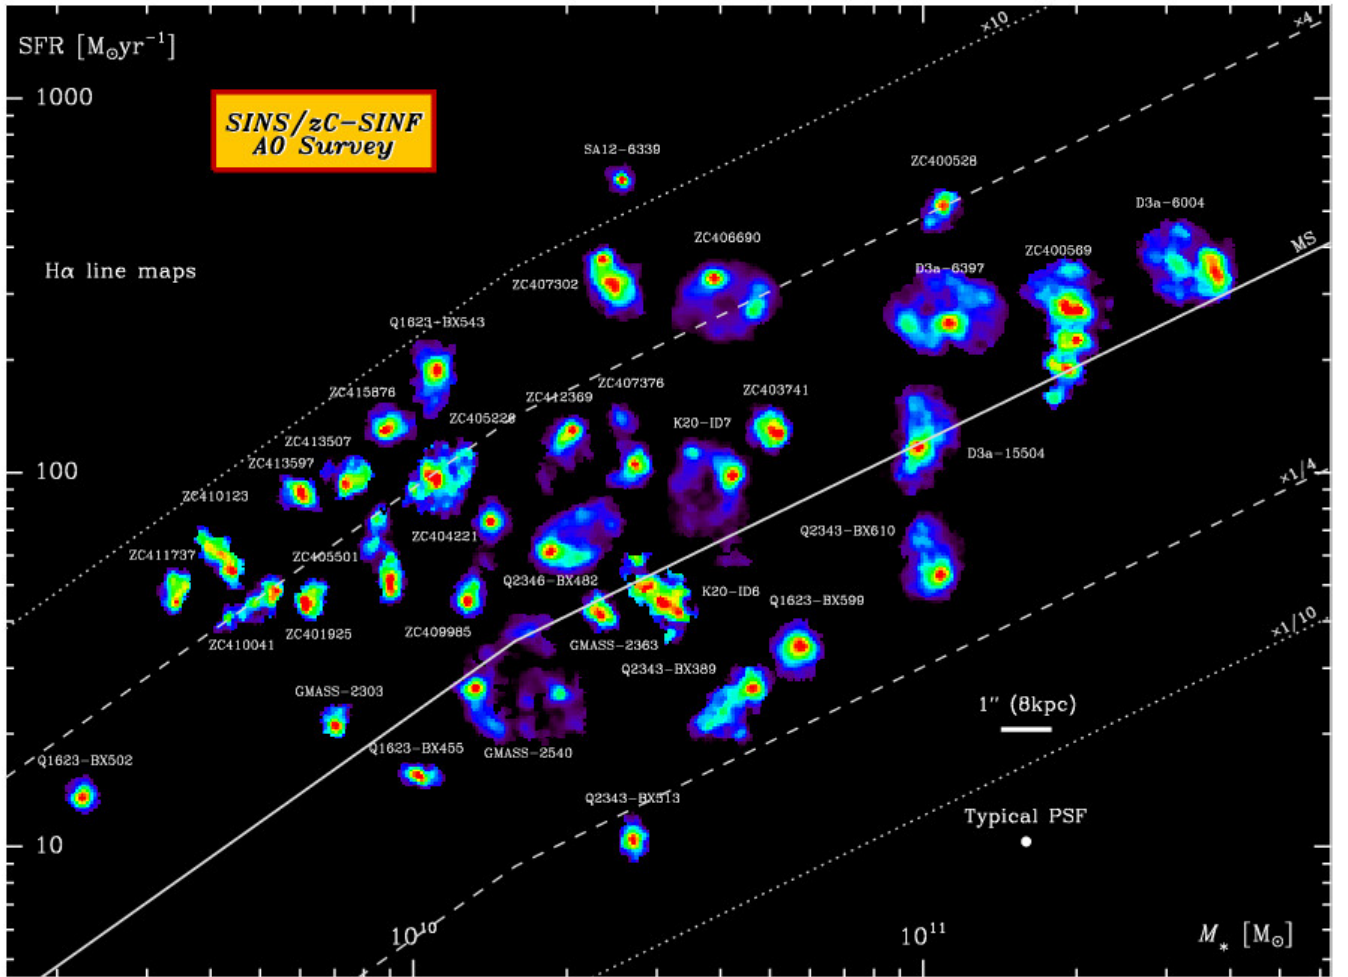 SFR [M⊙yr−1]
×10
×4
1000
SINS/zC−SINF
AO Survey
SA12−6339
ZC400528
D3a−6004
ZC406690
MS
ZC400569
Hα line maps
D3a−6397
ZC407302
Q1623−BX543
ZC407376
ZC415876
ZC412369
ZC403741
ZC405226
K20−ID7
ZC413507
D3a−15504
ZC413597
100
×1/4
ZC410123
Q2343−BX610
ZC404221
ZC411737
ZC405501
Q2346−BX482
K20−ID6
Q1623−BX599
×1/10
ZC401925
ZC409985
ZC410041
GMASS−2363
Q2343−BX389
GMASS−2303
1″ (8kpc)
Q1623−BX455
GMASS−2540
Q1623−BX502
Q2343−BX513
Typical PSF
10
10^10
10^11
M* [M⊙]